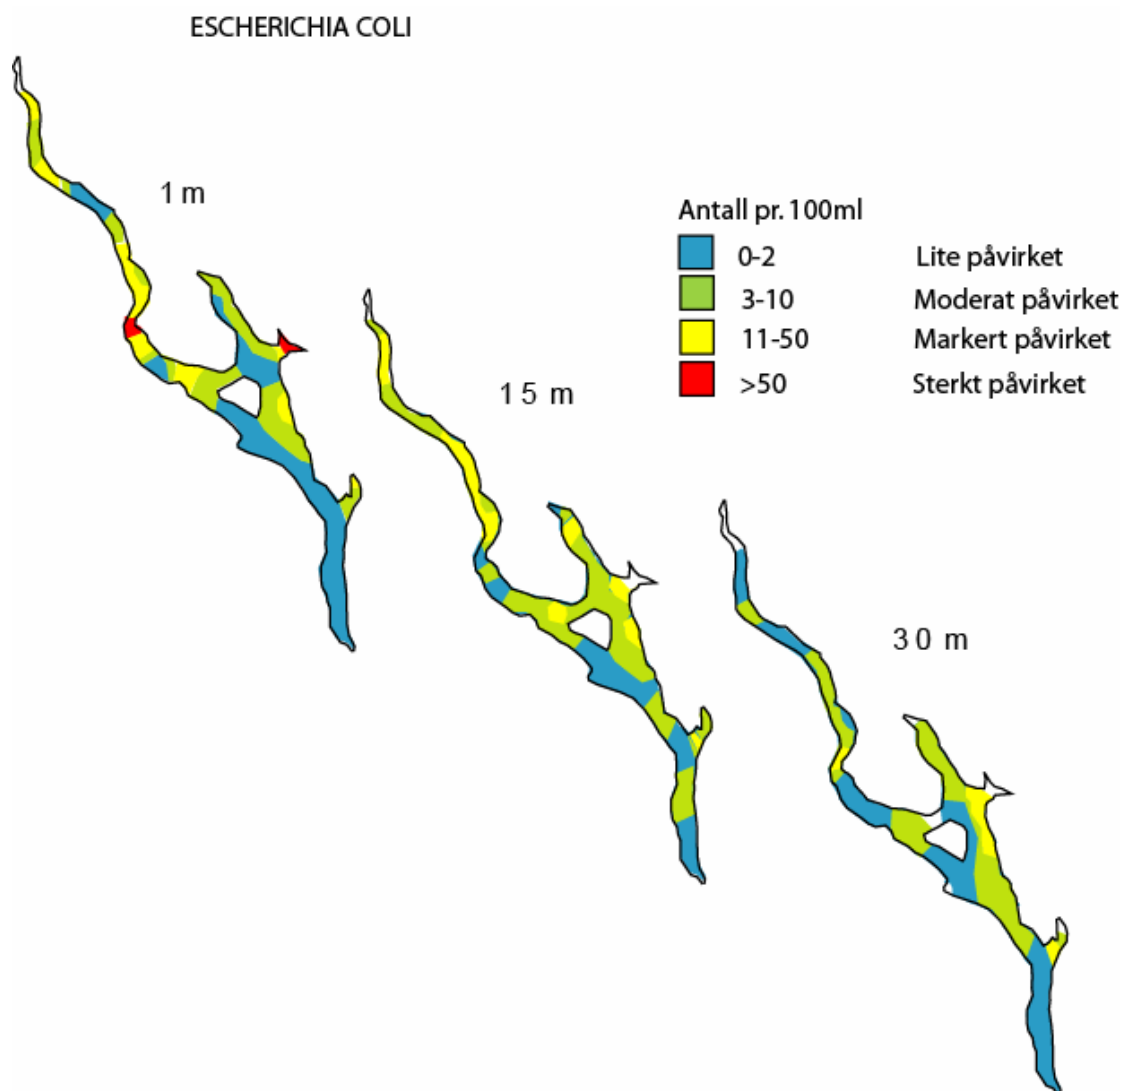 ESCHERICHIA COLI
1 m
Antall pr. 100ml
0-2 Lite påvirket
3-10 Moderat påvirket
11-50 Markert påvirket
>50 Sterkt påvirket
15 m
30 m